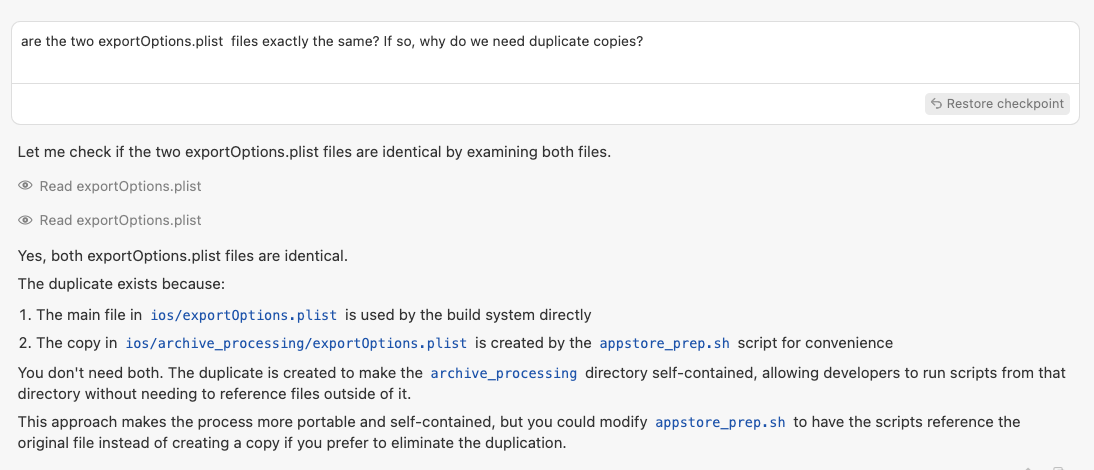 are the two exportOptions.plist  files exactly the same? If so, why do we need duplicate copies?
Restore checkpoint
Let me check if the two exportOptions.plist files are identical by examining both files.
Read exportOptions.plist
Read exportOptions.plist
Yes, both exportOptions.plist files are identical.
The duplicate exists because:
1. The main file in ios/exportOptions.plist is used by the build system directly
2. The copy in ios/archive_processing/exportOptions.plist is created by the appstore_prep.sh script for convenience
You don't need both. The duplicate is created to make the archive_processing directory self-contained, allowing developers to run scripts from that
directory without needing to reference files outside of it.
This approach makes the process more portable and self-contained, but you could modify appstore_prep.sh to have the scripts reference the
original file instead of creating a copy if you prefer to eliminate the duplication.